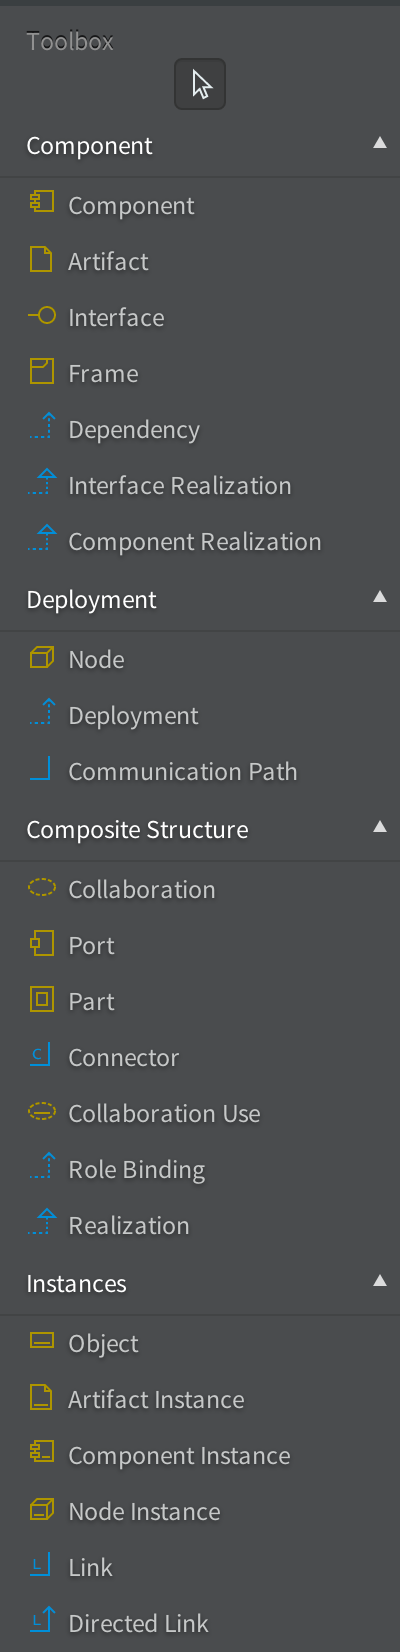 Toolbox
Component
Component
Artifact
Interface
Frame
Dependency
Interface Realization
Component Realization
Deployment
Node
Deployment
Communication Path
Composite Structure
Collaboration
Port
Part
Connector
Collaboration Use
Role Binding
Realization
Instances
Object
Artifact Instance
Component Instance
Node Instance
Link
Directed Link